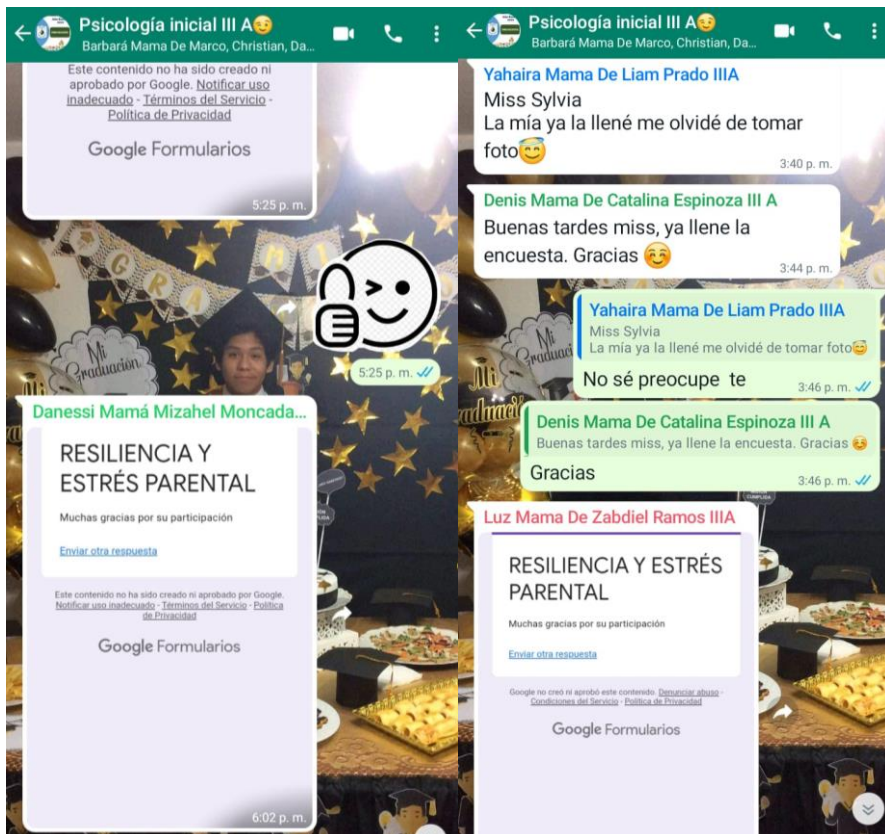 Psicología inicial III A😉
Barbará Mama De Marco, Christian, Da...
Este contenido no ha sido creado ni
aprobado por Google. Notificar uso
inadecuado - Términos del Servicio -
Política de Privacidad
Google Formularios
5:25 p. m.
GRA MI
Mi
Graduación
5:25 p. m.
Danessi Mamá Mizahel Moncada...
RESILIENCIA Y
ESTRÉS PARENTAL
Muchas gracias por su participación
Enviar otra respuesta
Este contenido no ha sido creado ni aprobado por Google.
Notificar uso inadecuado - Términos del Servicio - Política
de Privacidad
Google Formularios
6:02 p. m.
Psicología inicial III A😉
Barbará Mama De Marco, Christian, Da...
Yahaira Mama De Liam Prado IIIA
Miss Sylvia
La mía ya la llené me olvidé de tomar
foto😇
3:40 p. m.
Denis Mama De Catalina Espinoza III A
Buenas tardes miss, ya llene la
encuesta. Gracias ☺️
3:44 p. m.
Yahaira Mama De Liam Prado IIIA
Miss Sylvia
La mía ya la llené me olvidé de tomar foto😇
No sé preocupe te
3:46 p. m.
Denis Mama De Catalina Espinoza III A
Buenas tardes miss, ya llene la encuesta. Gracias ☺️
Gracias
3:46 p. m.
Luz Mama De Zabdiel Ramos IIIA
RESILIENCIA Y ESTRÉS
PARENTAL
Muchas gracias por su participación
Enviar otra respuesta
Google no creó ni aprobó este contenido. Denunciar abuso -
Condiciones del Servicio - Política de Privacidad
Google Formularios